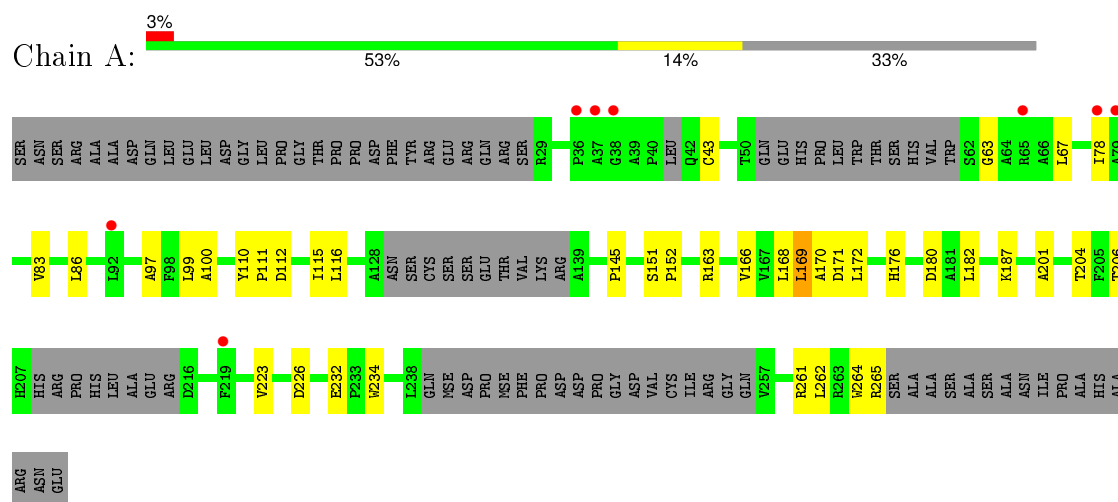 3%
Chain A:
53% 14% 33%
SER ASN SER ARG ALA ALA ASP GLN LEU GLU LEU ASP GLY LEU PRO GLY THR PRO PRO ASP PHE TYR ARG GLU ARG GLN ARG SER R29 P36 A37 G38 A39 P40 LEU Q42 C43 T50 GLN GLU HIS PRO LEU TRP THR SER HIS VAL TRP S62 G63 A64 R65 A66 L67 I78 A79
V83 L86 L92 A97 F98 L99 A100 Y110 P111 D112 I115 L116 A128 ASN SER CYS SER SER GLU THR VAL LYS ARG A139 P145 S151 P152 R163 V166 V167 L168 L169 A170 D171 L172 H176 D180 A181 L182 K187 A201 T204 F205 T206
H207 HIS ARG PRO HIS LEU ALA GLU ARG D216 F219 V223 D226 E232 P233 W234 L238 GLN MSE ASP PRO MSE PHE PRO ASP ASP PRO GLY ASP VAL CYS ILE ARG GLY GLN V257 R261 L262 R263 W264 R265 SER ALA ALA SER ALA SER ALA ASN ILE PRO ALA HIS ALA
ARG ASN GLU